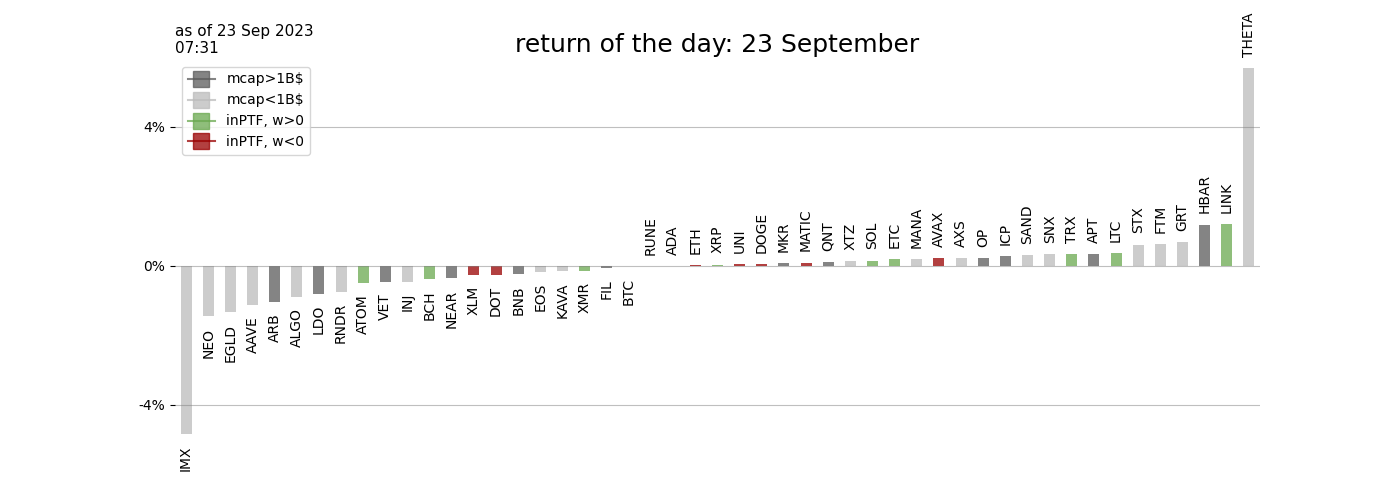 as of 23 Sep 2023
07:31
return of the day: 23 September
mcap>1B$
mcap<1B$
inPTF, w>0
inPTF, w<0
4%
0%
-4%
IMX
NEO
EGLD
AAVE
ARB
ALGO
LDO
RNDR
ATOM
VET
INJ
BCH
NEAR
XLM
DOT
BNB
EOS
KAVA
XMR
FIL
BTC
RUNE
ADA
ETH
XRP
UNI
DOGE
MKR
MATIC
QNT
XTZ
SOL
ETC
MANA
AVAX
AXS
OP
ICP
SAND
SNX
TRX
APT
LTC
STX
FTM
GRT
HBAR
LINK
THETA